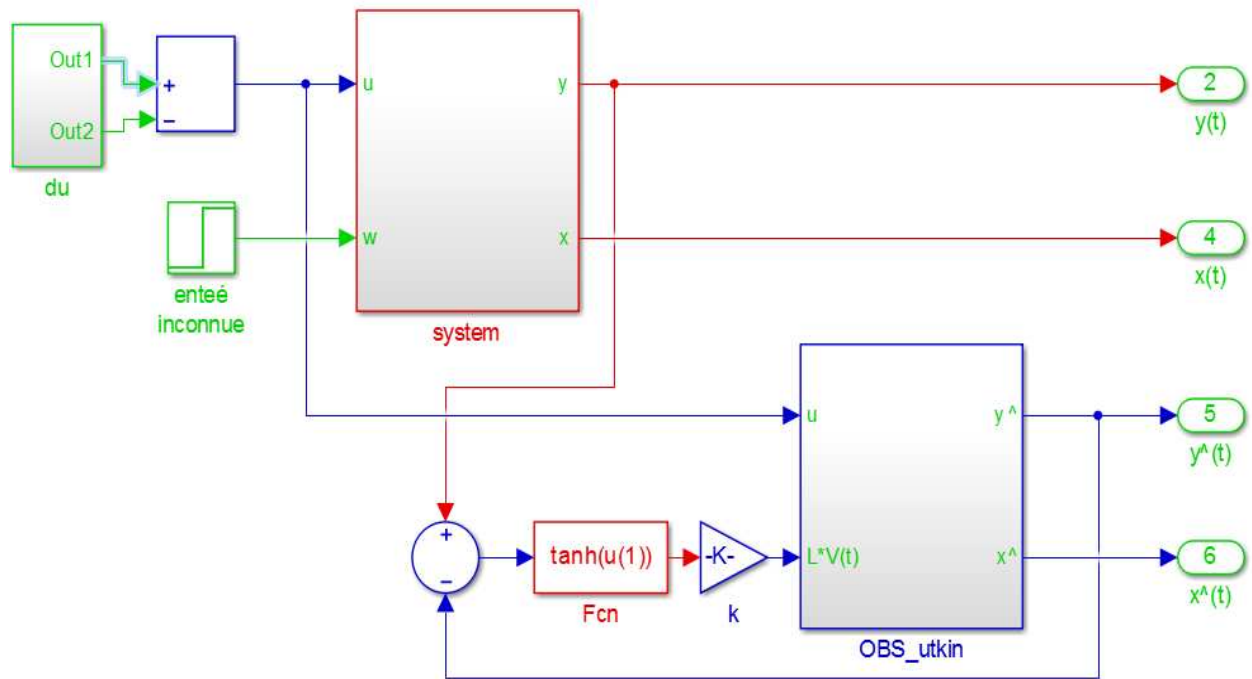 Out1
Out2
du
+
−
enteé
inconnue
u
w
y
x
system
2
y(t)
4
x(t)
+
−
tanh(u(1))
Fcn
-K-
k
u
L*V(t)
y ^
x ^
OBS_utkin
5
y^(t)
6
x^(t)